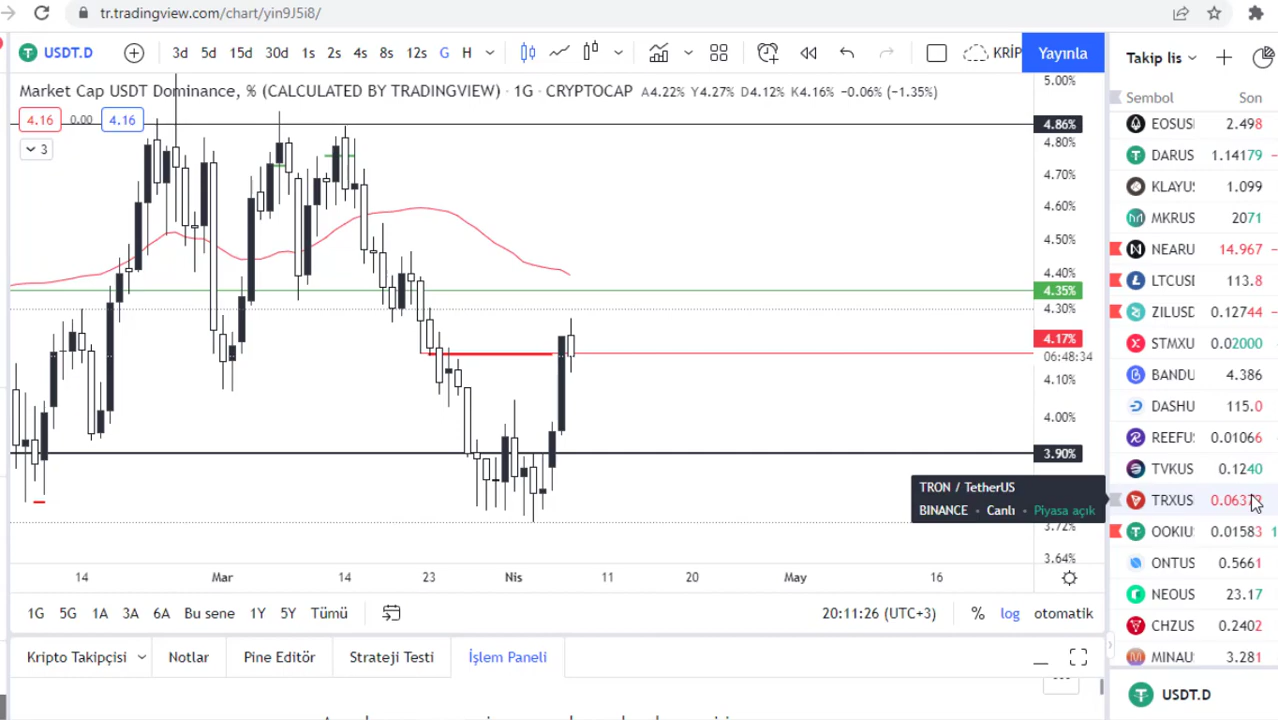 tr.tradingview.com/chart/yin9J5i8/
USDT.D 3d 5d 15d 30d 1s 2s 4s 8s 12s G H KRİP Yayınla
Market Cap USDT Dominance, % (CALCULATED BY TRADINGVIEW) · 1G · CRYPTOCAP A4.22% Y4.27% D4.12% K4.16% −0.06% (−1.35%)
4.16 0.00 4.16
3
5.00%
4.86%
4.80%
4.70%
4.60%
4.50%
4.40%
4.35%
4.30%
4.17%
06:48:34
4.10%
4.00%
3.90%
3.72%
3.64%
14 Mar 14 23 Nis 11 20 May 16
1G 5G 1A 3A 6A Bu sene 1Y 5Y Tümü 20:11:26 (UTC+3) % log otomatik
Kripto Takipçisi Notlar Pine Editör Strateji Testi İşlem Paneli
TRON / TetherUS
BINANCE • Canlı • Piyasa açık
Takip lis
Sembol Son
EOSUS 2.498
DARUS 1.14179
KLAYU 1.099
MKRUS 2071
NEARU 14.967
LTCUSI 113.8
ZILUSD 0.12744
STMXU 0.02000
BANDU 4.386
DASHU 115.0
REEFU 0.01066
TVKUS 0.1240
TRXUS
OOKIU 0.01583
ONTUS 0.5661
NEOUS 23.17
CHZUS 0.2402
MINAU 3.281
USDT.D